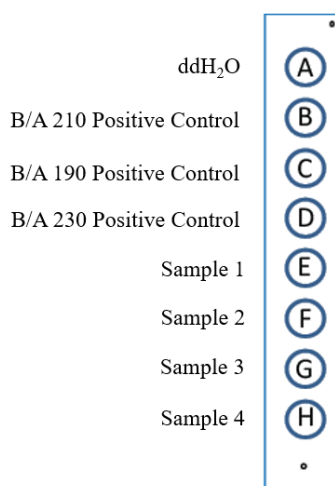 ddH₂O A
B/A 210 Positive Control B
B/A 190 Positive Control C
B/A 230 Positive Control D
Sample 1 E
Sample 2 F
Sample 3 G
Sample 4 H